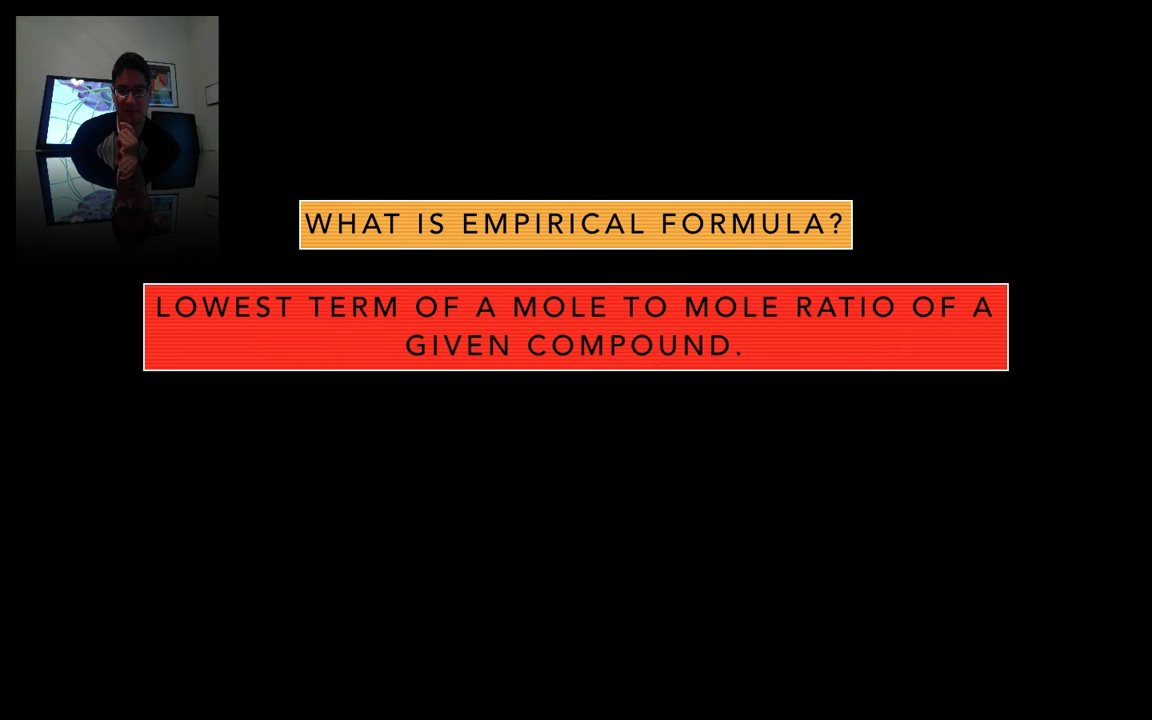 WHAT IS EMPIRICAL FORMULA?
LOWEST TERM OF A MOLE TO MOLE RATIO OF A
GIVEN COMPOUND.